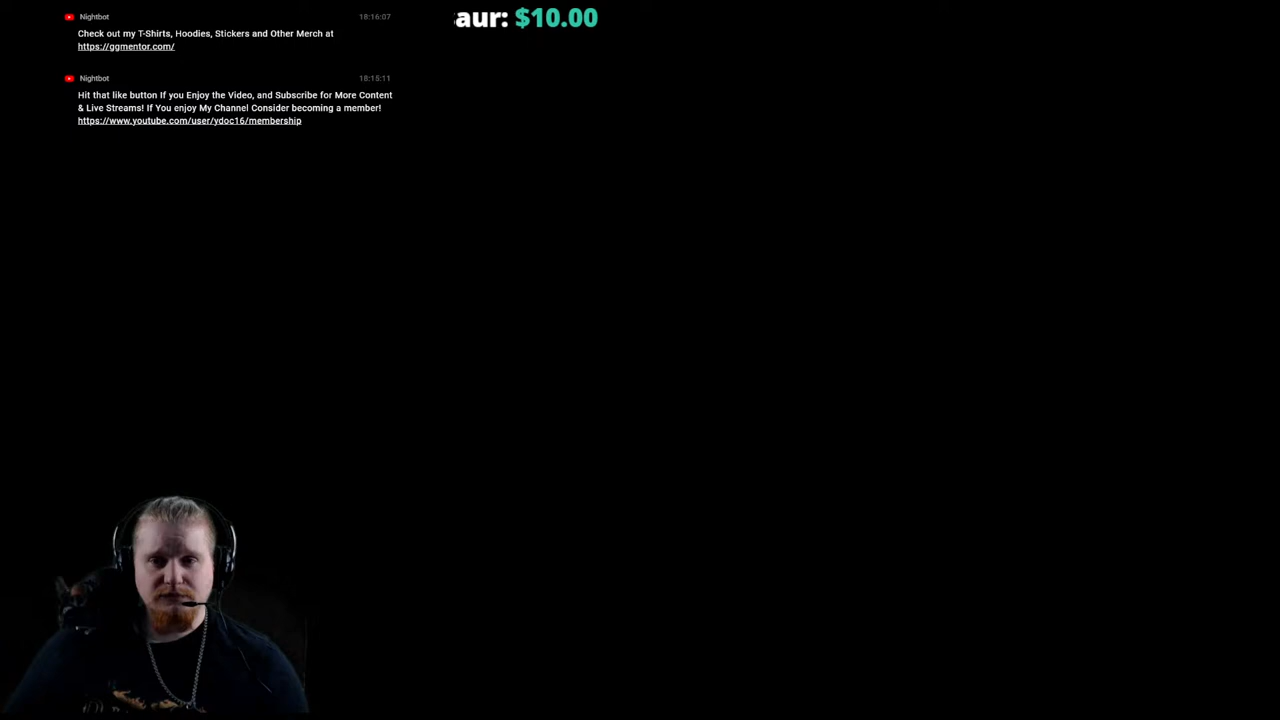 Nightbot 18:16:07
Check out my T-Shirts, Hoodies, Stickers and Other Merch at
https://ggmentor.com/
Nightbot 18:15:11
Hit that like button If you Enjoy the Video, and Subscribe for More Content
& Live Streams! If You enjoy My Channel Consider becoming a member!
https://www.youtube.com/user/ydoc16/membership
aur: $10.00